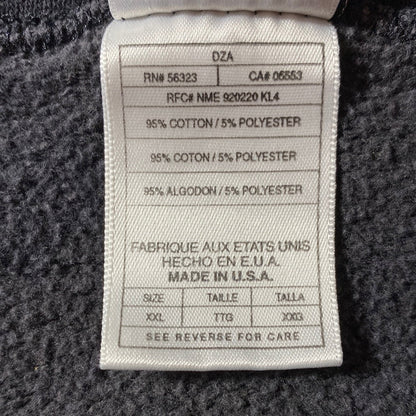 DZA
RN# 56323 CA# 05553
RFC# NME 920220 KL4
95% COTTON / 5% POLYESTER
95% COTON / 5% POLYESTER
95% ALGODON / 5% POLYESTER
FABRIQUE AUX ETATS UNIS
HECHO EN E.U.A.
MADE IN U.S.A.
SIZE TAILLE TALLA
XXL TTG XXG
SEE REVERSE FOR CARE